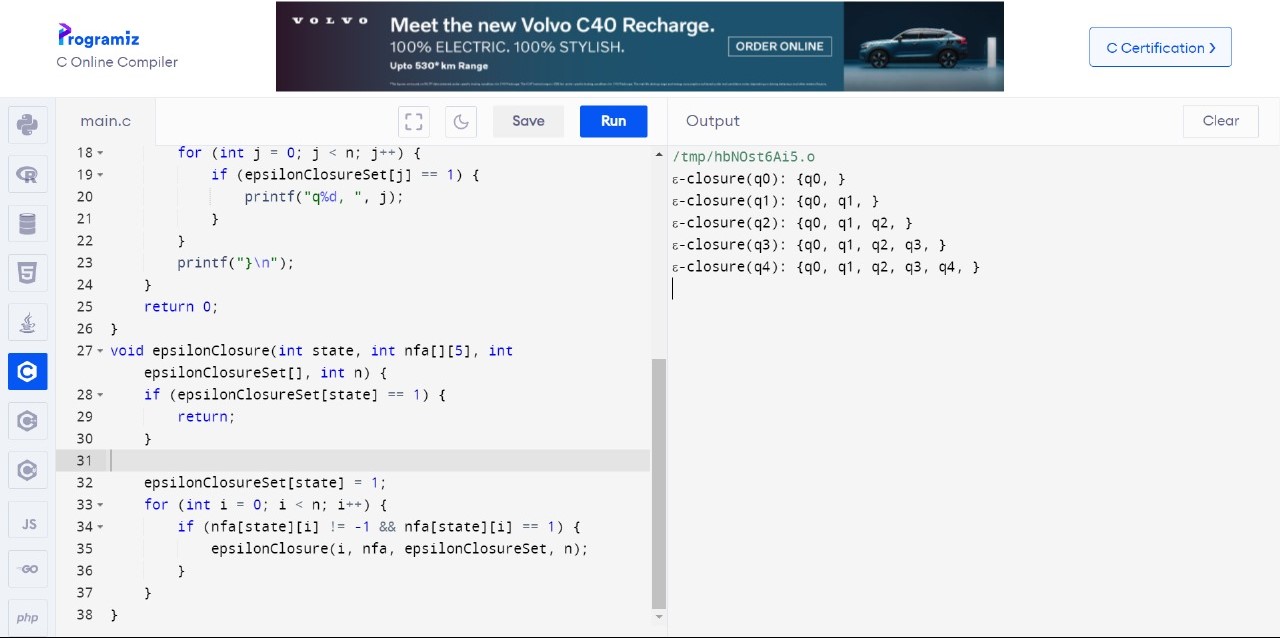 Programiz
C Online Compiler
VOLVO
Meet the new Volvo C40 Recharge.
100% ELECTRIC. 100% STYLISH.
Upto 530* km Range
ORDER ONLINE
C Certification
main.c
Save
Run
Output
Clear
18 for (int j = 0; j < n; j++) {
19 if (epsilonClosureSet[j] == 1) {
20 printf("q%d, ", j);
21 }
22 }
23 printf("}\n");
24 }
25 return 0;
26 }
27 void epsilonClosure(int state, int nfa[][5], int
epsilonClosureSet[], int n) {
28 if (epsilonClosureSet[state] == 1) {
29 return;
30 }
31
32 epsilonClosureSet[state] = 1;
33 for (int i = 0; i < n; i++) {
34 if (nfa[state][i] != -1 && nfa[state][i] == 1) {
35 epsilonClosure(i, nfa, epsilonClosureSet, n);
36 }
37 }
38 }
/tmp/hbNOst6Ai5.o
ε-closure(q0): {q0, }
ε-closure(q1): {q0, q1, }
ε-closure(q2): {q0, q1, q2, }
ε-closure(q3): {q0, q1, q2, q3, }
ε-closure(q4): {q0, q1, q2, q3, q4, }
R
5
C
C
C
JS
GO
php